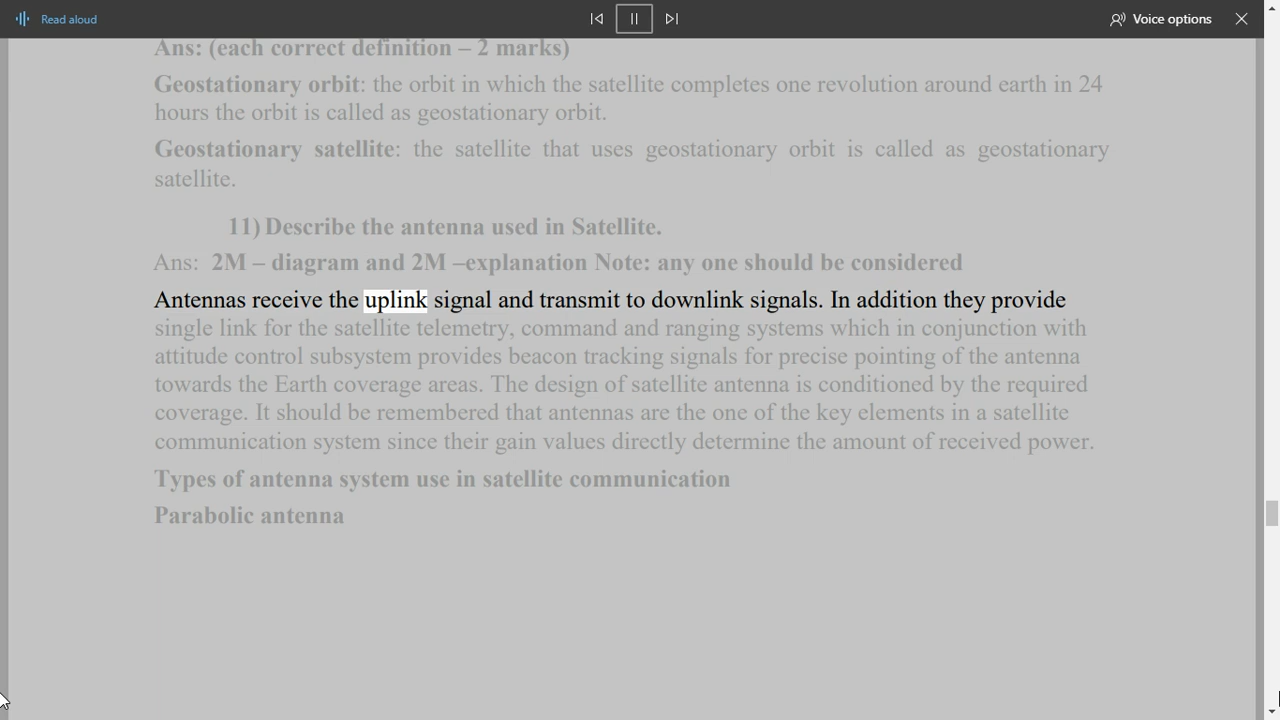 Read aloud
Voice options
Ans: (each correct definition – 2 marks)
Geostationary orbit: the orbit in which the satellite completes one revolution around earth in 24
hours the orbit is called as geostationary orbit.
Geostationary satellite: the satellite that uses geostationary orbit is called as geostationary
satellite.
11) Describe the antenna used in Satellite.
Ans: 2M – diagram and 2M –explanation Note: any one should be considered
Antennas receive the uplink signal and transmit to downlink signals. In addition they provide
single link for the satellite telemetry, command and ranging systems which in conjunction with
attitude control subsystem provides beacon tracking signals for precise pointing of the antenna
towards the Earth coverage areas. The design of satellite antenna is conditioned by the required
coverage. It should be remembered that antennas are the one of the key elements in a satellite
communication system since their gain values directly determine the amount of received power.
Types of antenna system use in satellite communication
Parabolic antenna